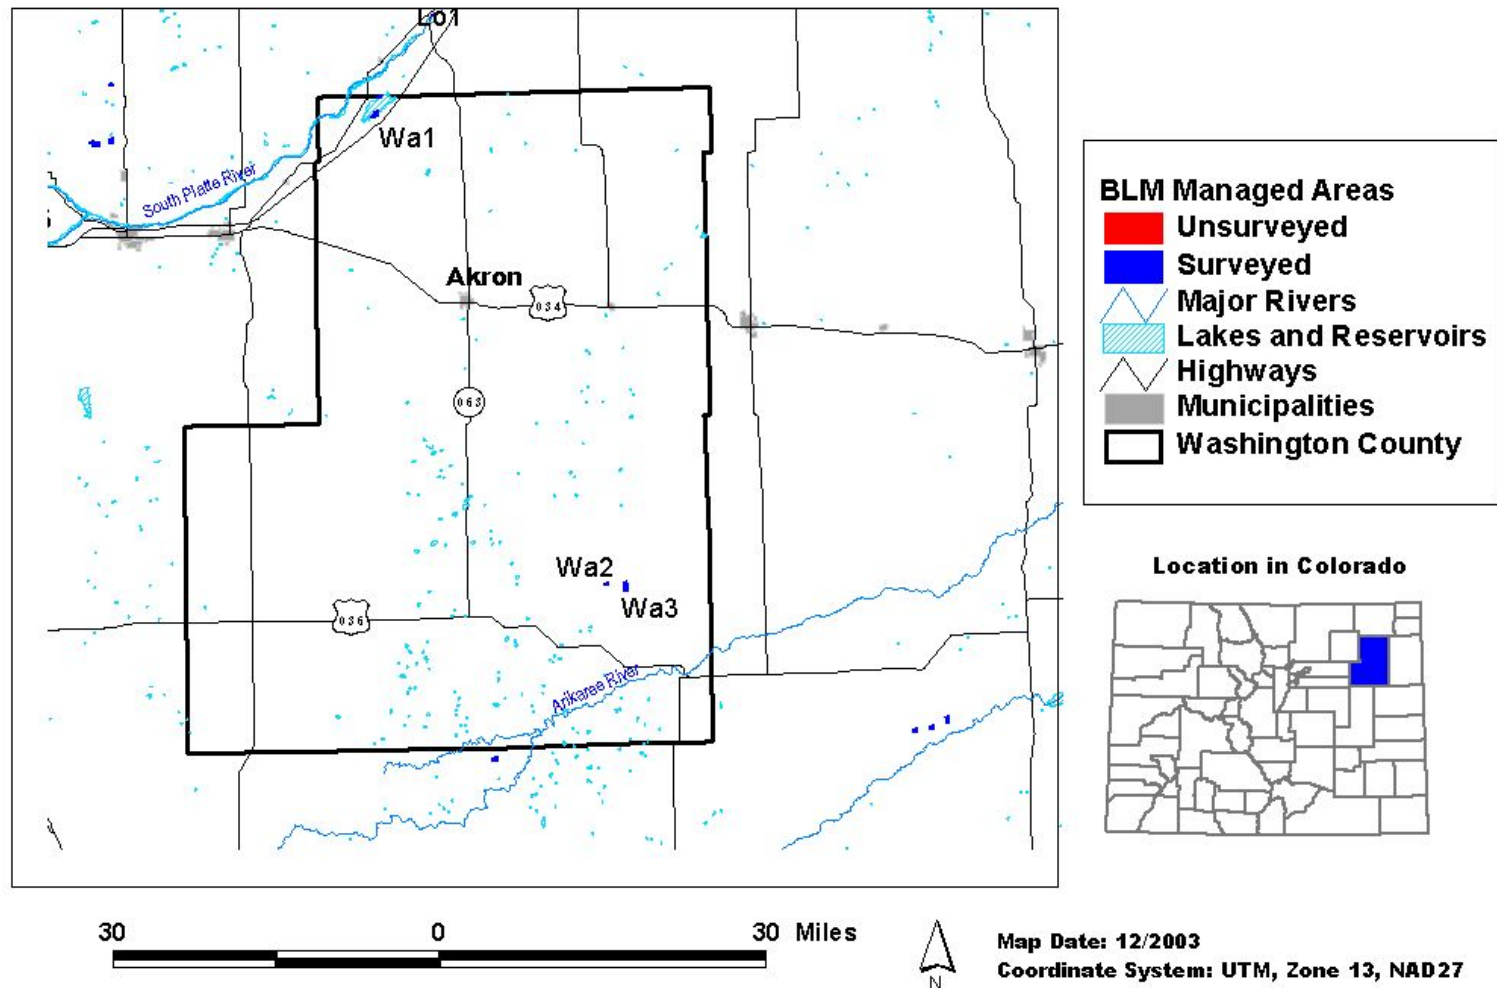 Lo1
Wa1
South Platte River
Akron
034
063
Wa2
Wa3
036
Arikaree River
BLM Managed Areas
Unsurveyed
Surveyed
Major Rivers
Lakes and Reservoirs
Highways
Municipalities
Washington County
Location in Colorado
30 0 30 Miles
N
Map Date: 12/2003
Coordinate System: UTM, Zone 13, NAD27